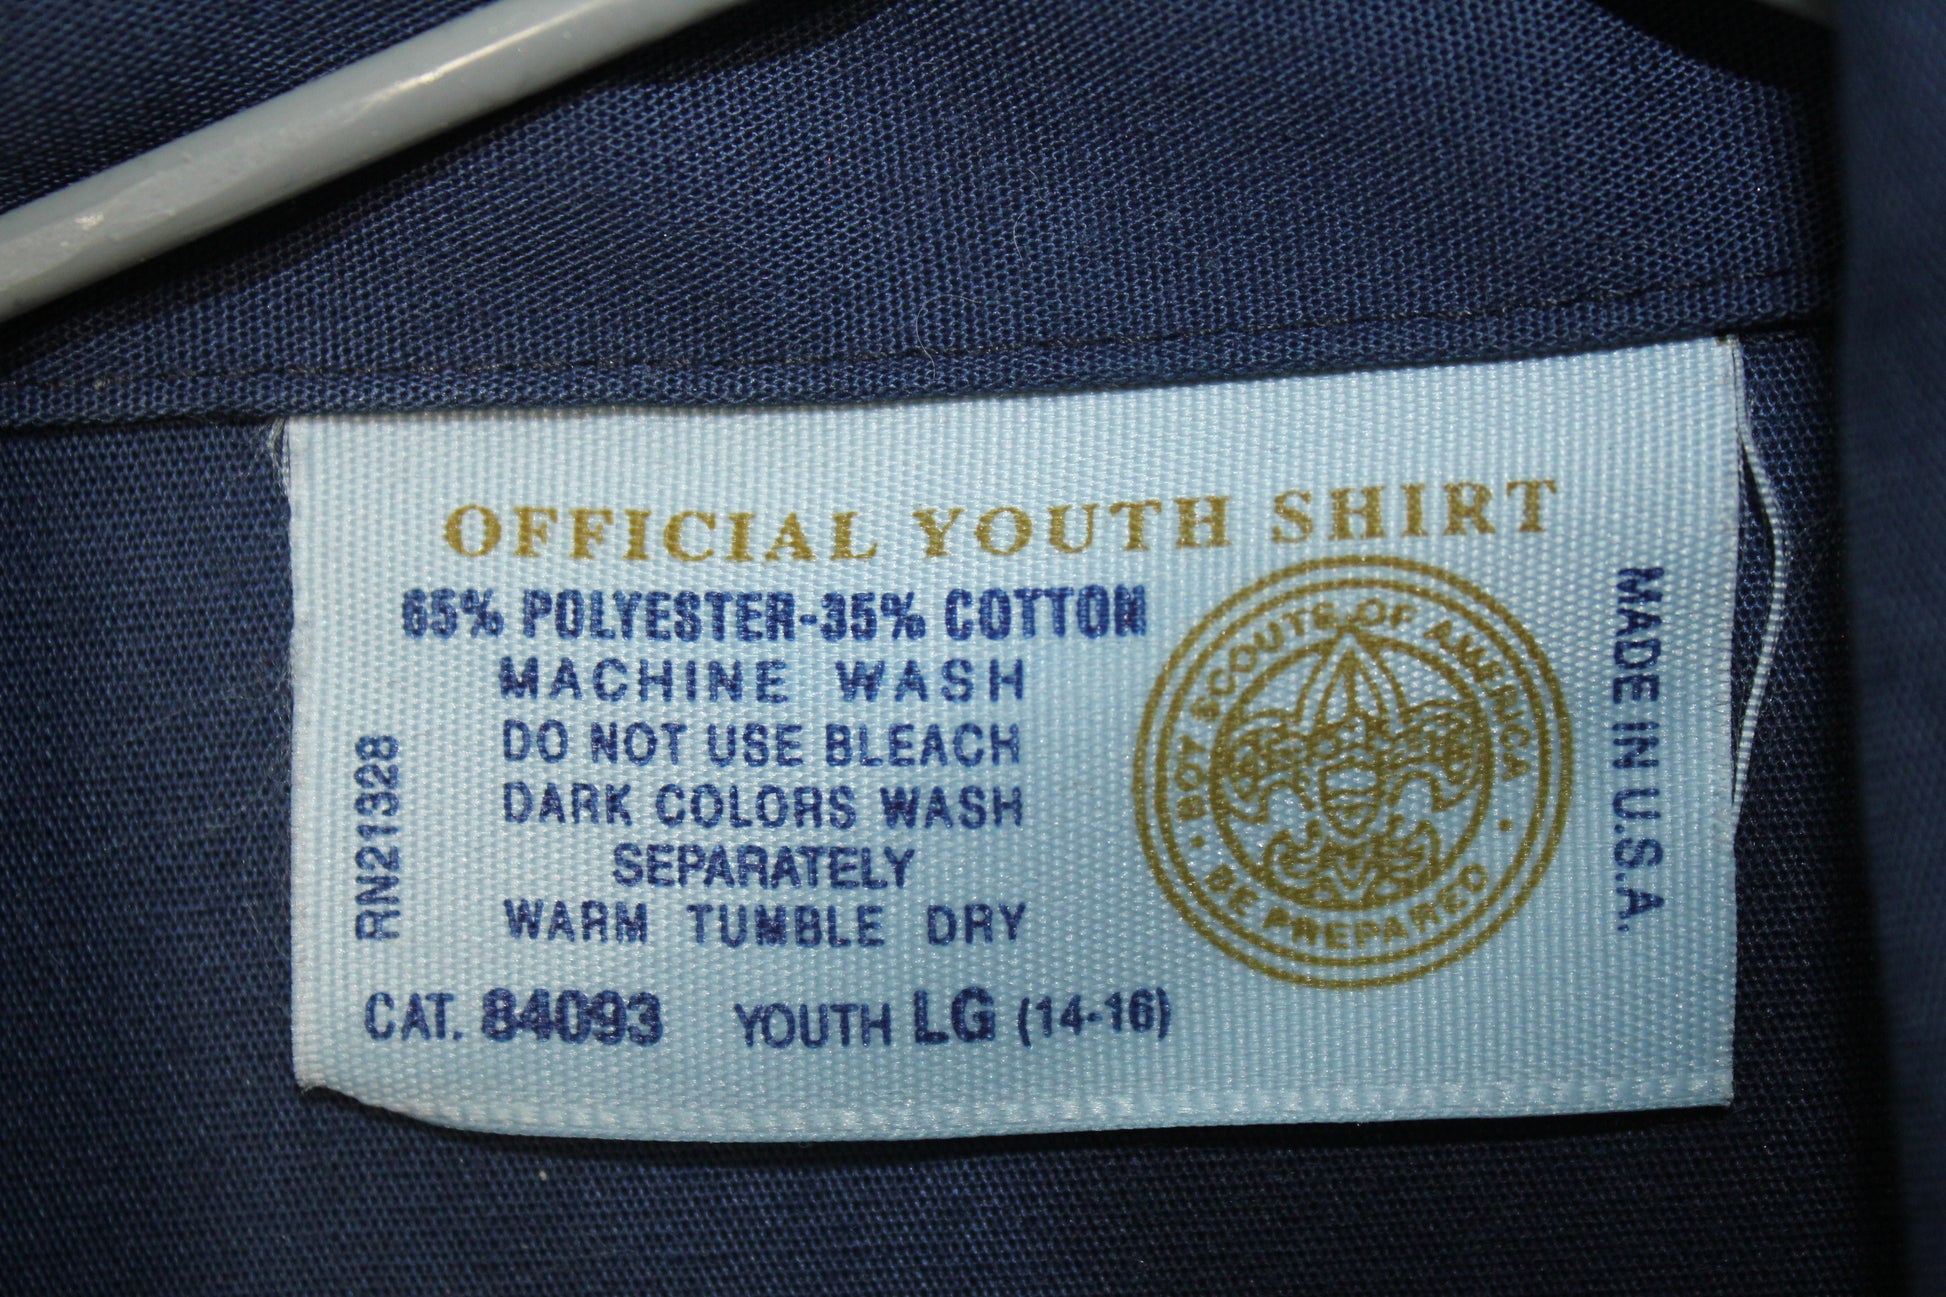 OFFICIAL YOUTH SHIRT
65% POLYESTER-35% COTTON
MACHINE WASH
DO NOT USE BLEACH
DARK COLORS WASH
SEPARATELY
WARM TUMBLE DRY
RN21328
CAT. 84093 YOUTH LG (14-16)
BOY SCOUTS OF AMERICA
BE PREPARED
MADE IN U.S.A.